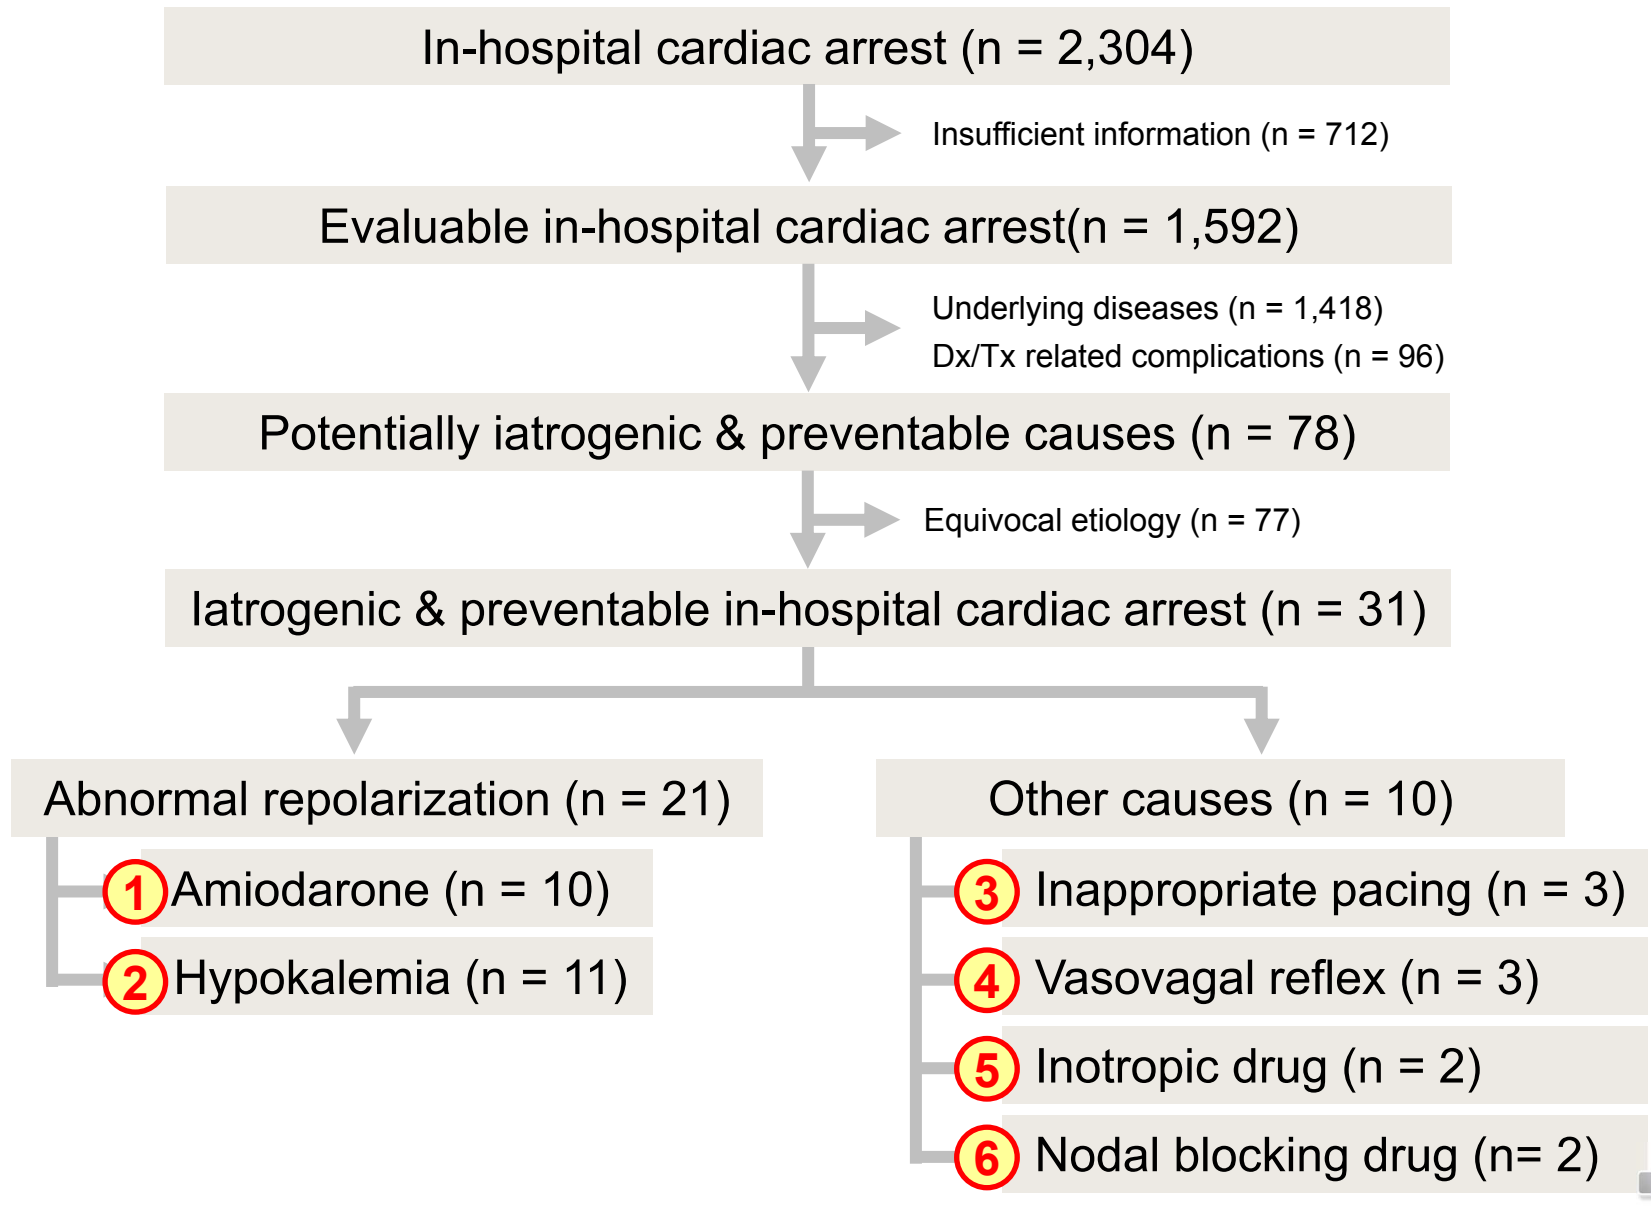 In-hospital cardiac arrest (n = 2,304)
Insufficient information (n = 712)
Evaluable in-hospital cardiac arrest(n = 1,592)
Underlying diseases (n = 1,418)
Dx/Tx related complications (n = 96)
Potentially iatrogenic & preventable causes (n = 78)
Equivocal etiology (n = 77)
Iatrogenic & preventable in-hospital cardiac arrest (n = 31)
Abnormal repolarization (n = 21)
1 Amiodarone (n = 10)
2 Hypokalemia (n = 11)
Other causes (n = 10)
3 Inappropriate pacing (n = 3)
4 Vasovagal reflex (n = 3)
5 Inotropic drug (n = 2)
6 Nodal blocking drug (n= 2)